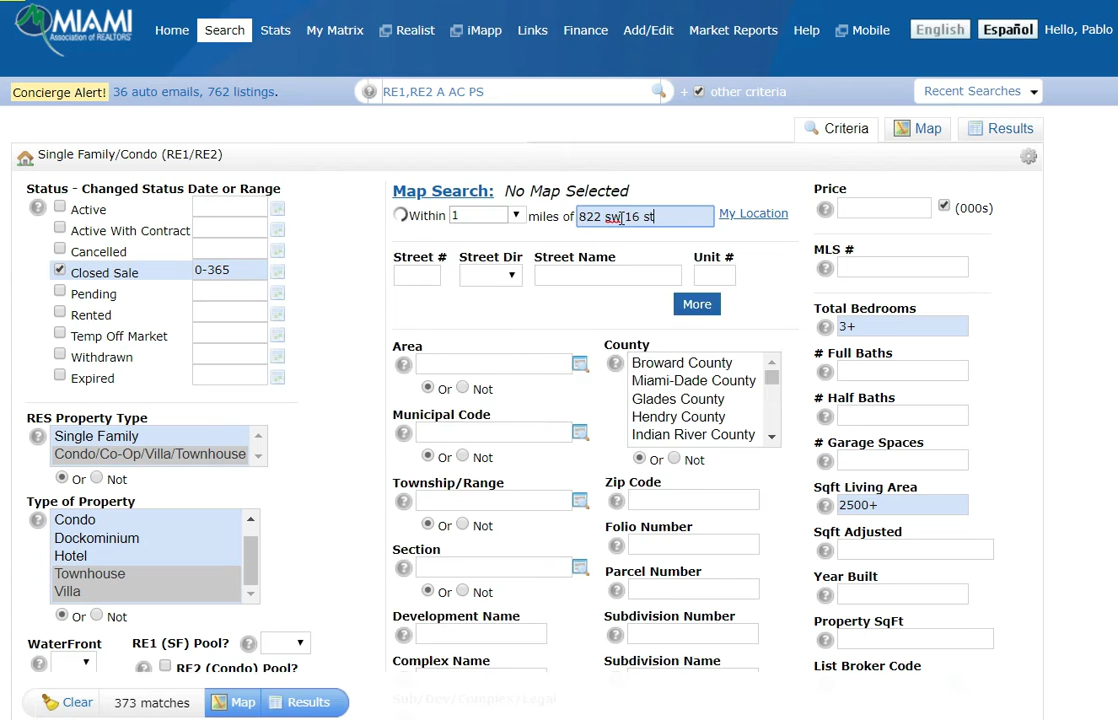 MIAMI
ASSOCIATION OF REALTORS®
Home Search Stats My Matrix Realist iMapp Links Finance Add/Edit Market Reports Help Mobile English Español Hello, Pablo
Concierge Alert! 36 auto emails, 762 listings. RE1,RE2 A AC PS + other criteria Recent Searches
Criteria Map Results
Single Family/Condo (RE1/RE2)
Status - Changed Status Date or Range
Active
Active With Contract
Cancelled
Closed Sale 0-365
Pending
Rented
Temp Off Market
Withdrawn
Expired
RES Property Type
Single Family
Condo/Co-Op/Villa/Townhouse
Or Not
Type of Property
Condo
Dockominium
Hotel
Townhouse
Villa
Or Not
WaterFront RE1 (SF) Pool?
RE2 (Condo) Pool?
Map Search: No Map Selected
Within 1 miles of 822 sw 16 st My Location
Street # Street Dir Street Name Unit #
More
Area
Or Not
Municipal Code
Or Not
Township/Range
Or Not
Section
Or Not
Development Name
Complex Name
Sub/Dev/Complex/Legal
County
Broward County
Miami-Dade County
Glades County
Hendry County
Indian River County
Or Not
Zip Code
Folio Number
Parcel Number
Subdivision Number
Subdivision Name
Price
(000s)
MLS #
Total Bedrooms
3+
# Full Baths
# Half Baths
# Garage Spaces
Sqft Living Area
2500+
Sqft Adjusted
Year Built
Property SqFt
List Broker Code
Clear 373 matches Map Results